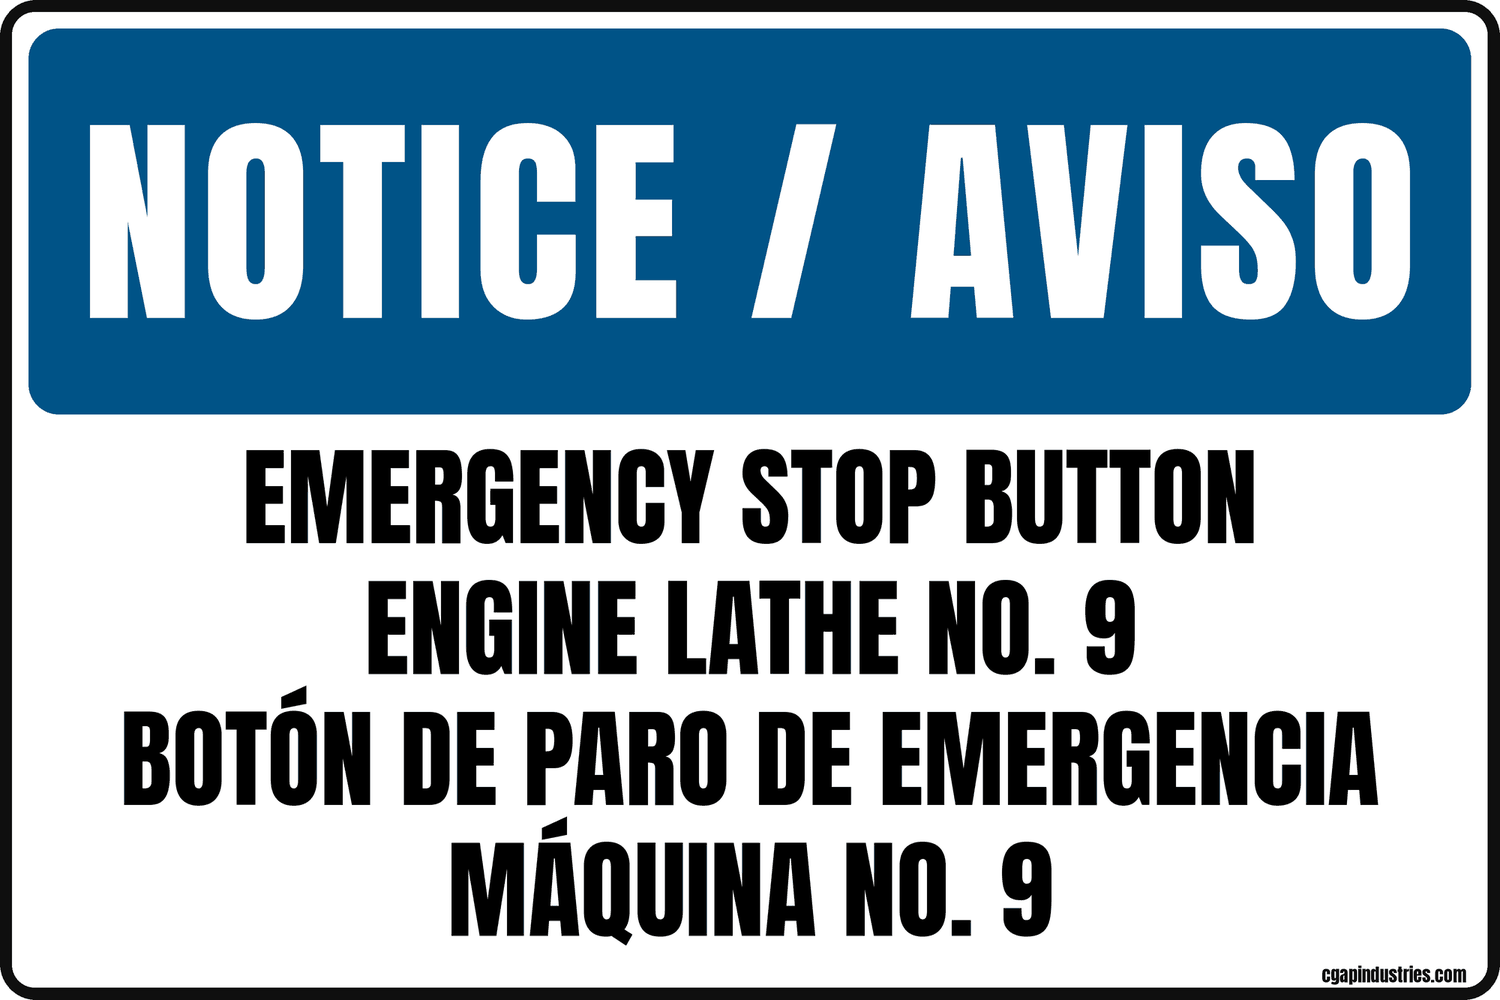 NOTICE / AVISO
EMERGENCY STOP BUTTON
ENGINE LATHE NO. 9
BOTÓN DE PARO DE EMERGENCIA
MÁQUINA NO. 9
cgapindustries.com